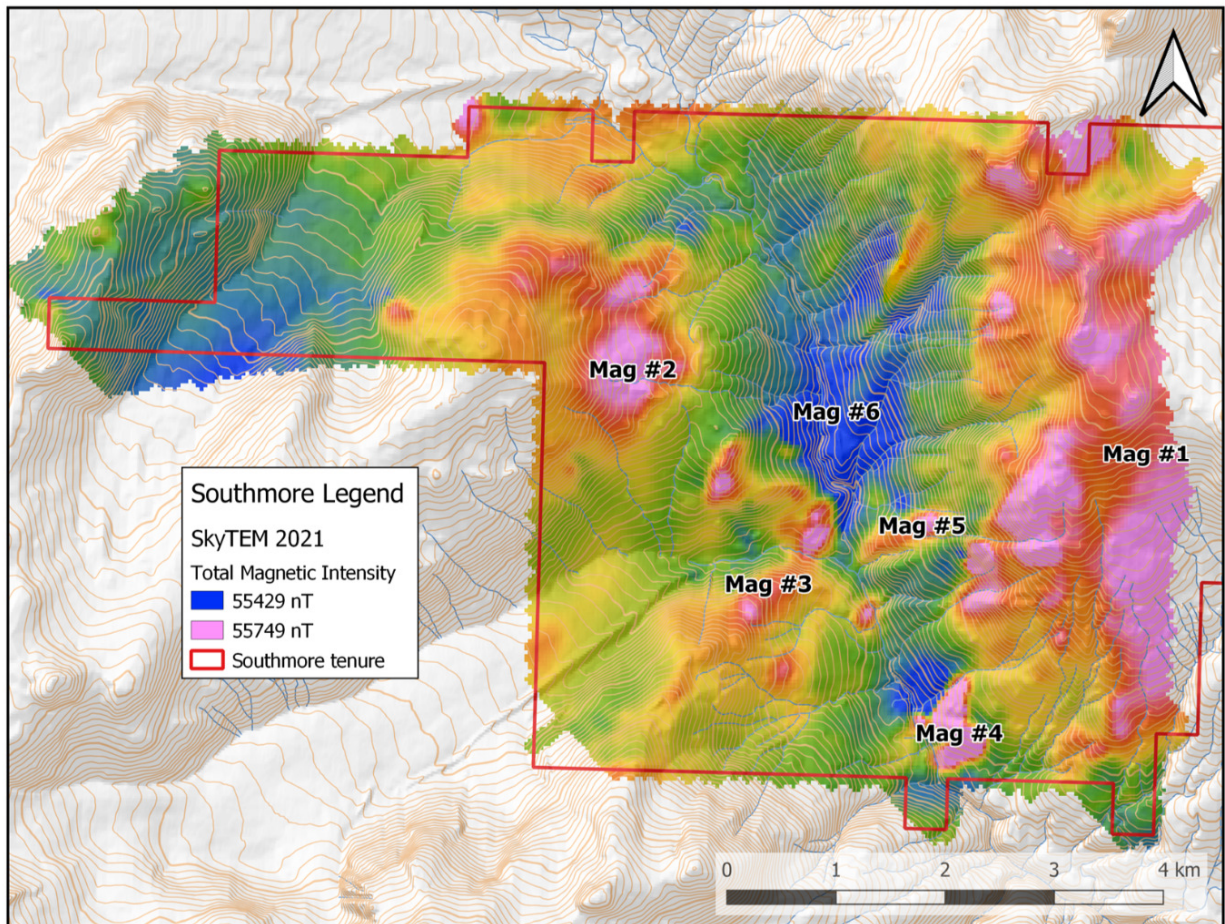 Mag #2
Mag #6
Mag #1
Southmore Legend
SkyTEM 2021
Total Magnetic Intensity
55429 nT
55749 nT
Southmore tenure
Mag #5
Mag #3
Mag #4
0 1 2 3 4 km